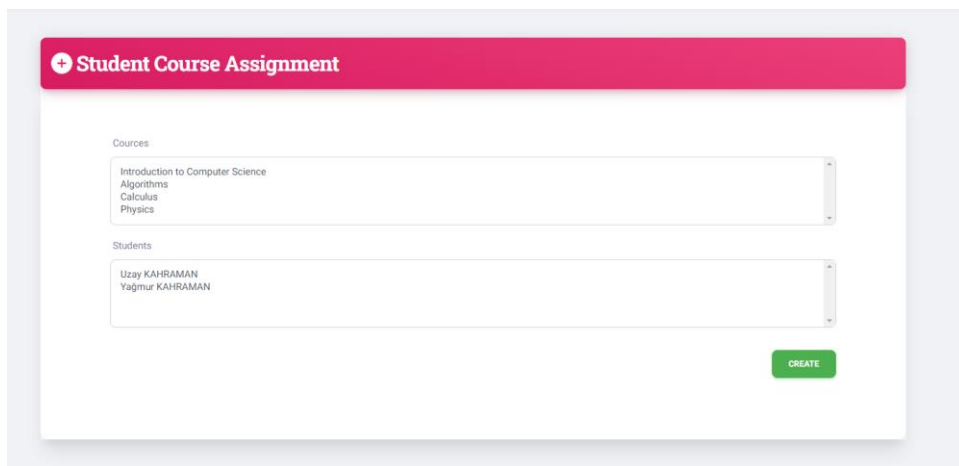 Student Course Assignment
Cources
Introduction to Computer Science
Algorithms
Calculus
Physics
Students
Uzay KAHRAMAN
Yağmur KAHRAMAN
CREATE